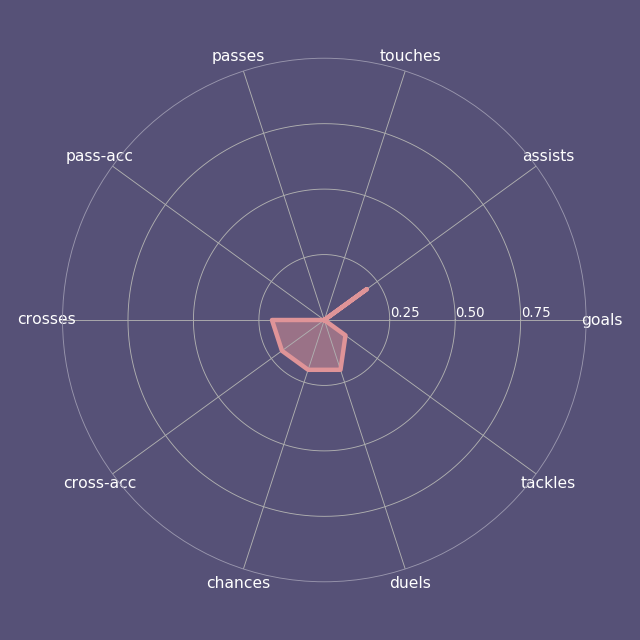 passes
touches
pass-acc
assists
0.25
0.50
0.75
crosses
goals
cross-acc
tackles
chances
duels